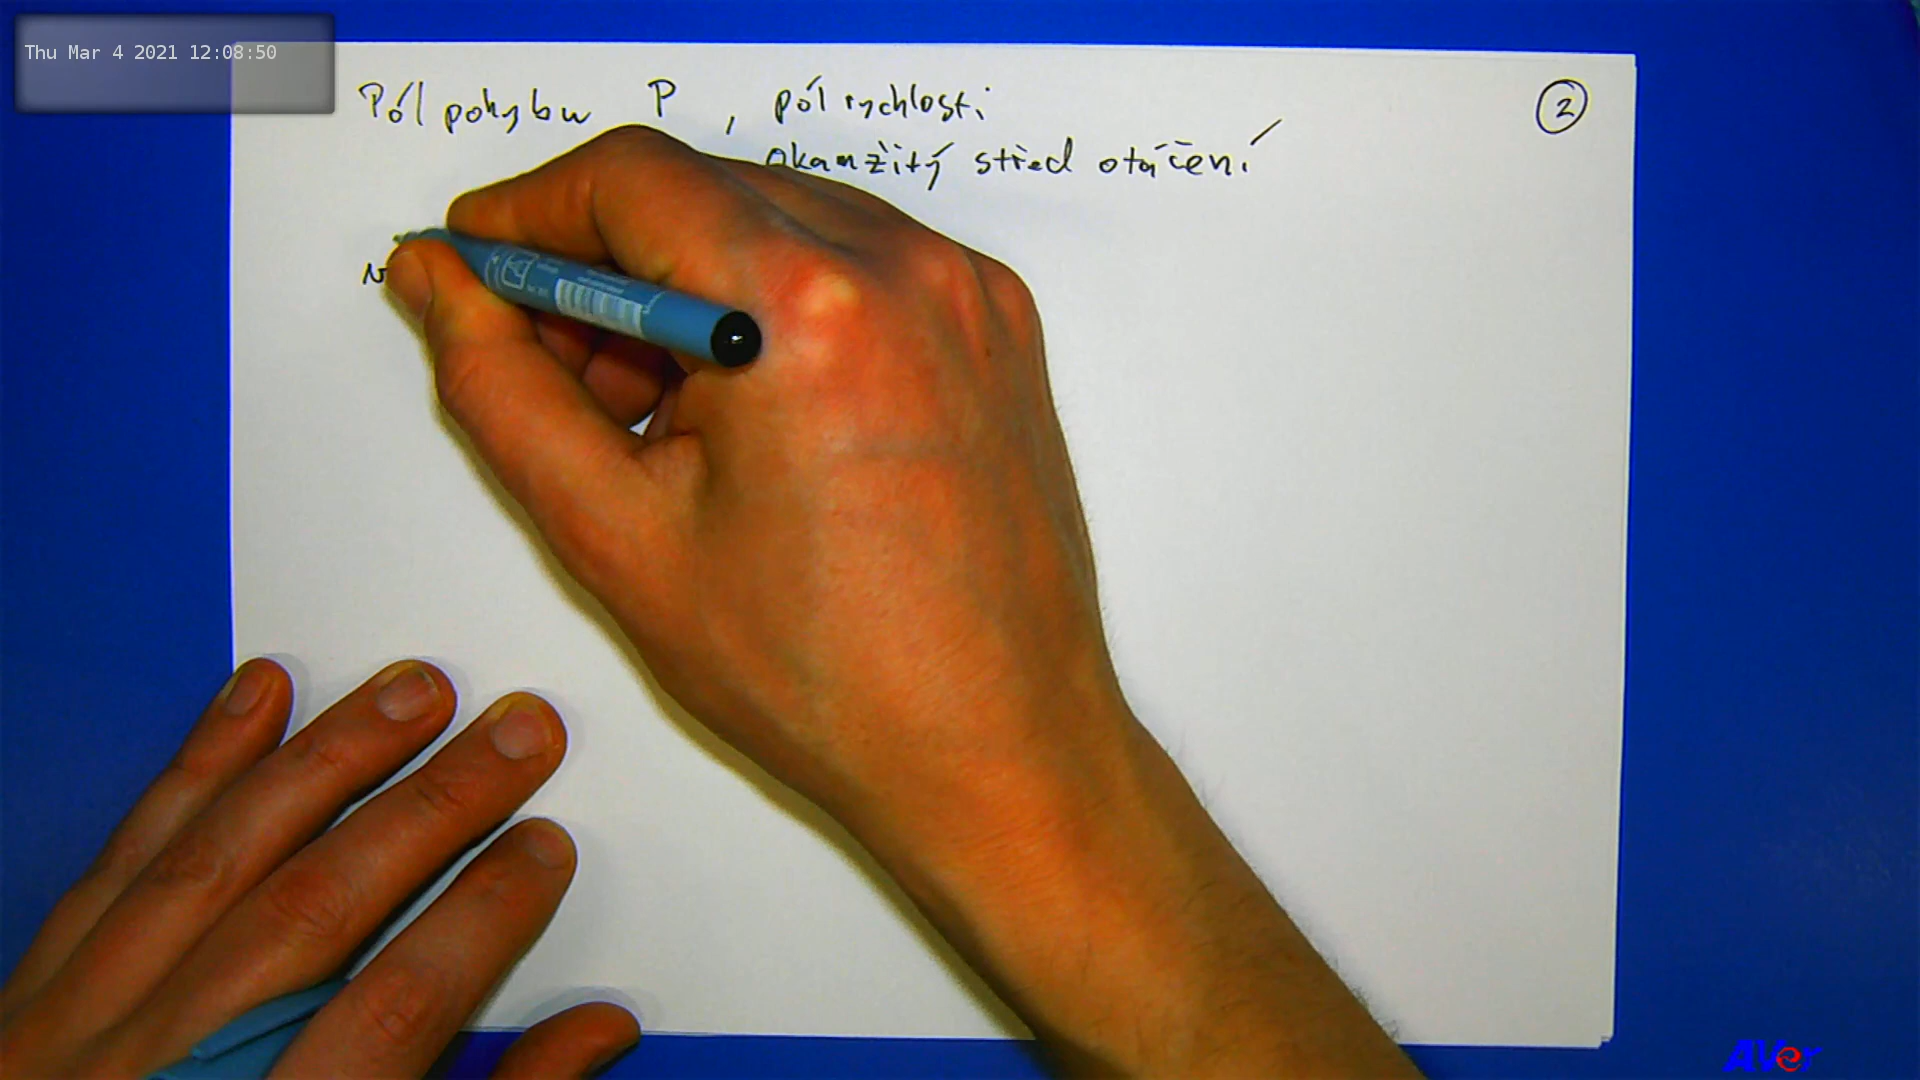 Thu Mar 4 2021 12:08:50
Pól pohybu P , pól rychlosti
②
okamžitý střed otáčení
N
AVer